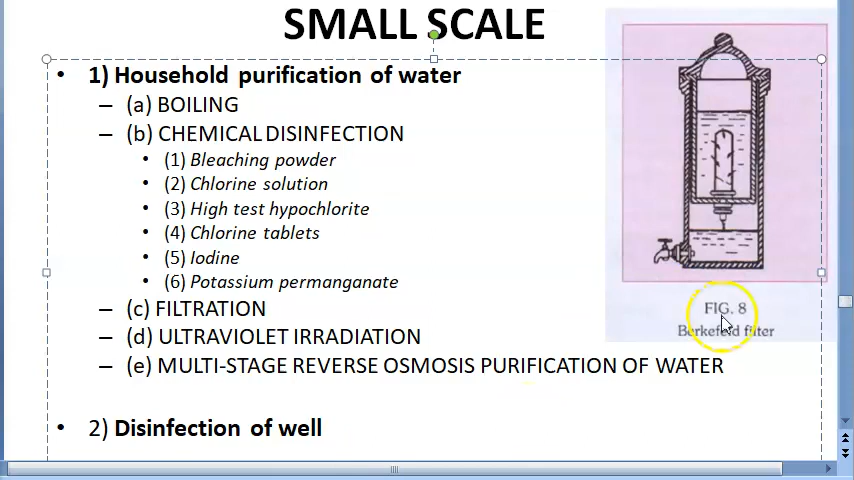 SMALL SCALE
• 1) Household purification of water
– (a) BOILING
– (b) CHEMICAL DISINFECTION
• (1) Bleaching powder
• (2) Chlorine solution
• (3) High test hypochlorite
• (4) Chlorine tablets
• (5) Iodine
• (6) Potassium permanganate
– (c) FILTRATION
– (d) ULTRAVIOLET IRRADIATION
– (e) MULTI-STAGE REVERSE OSMOSIS PURIFICATION OF WATER
• 2) Disinfection of well
FIG. 8
Berkefeld filter